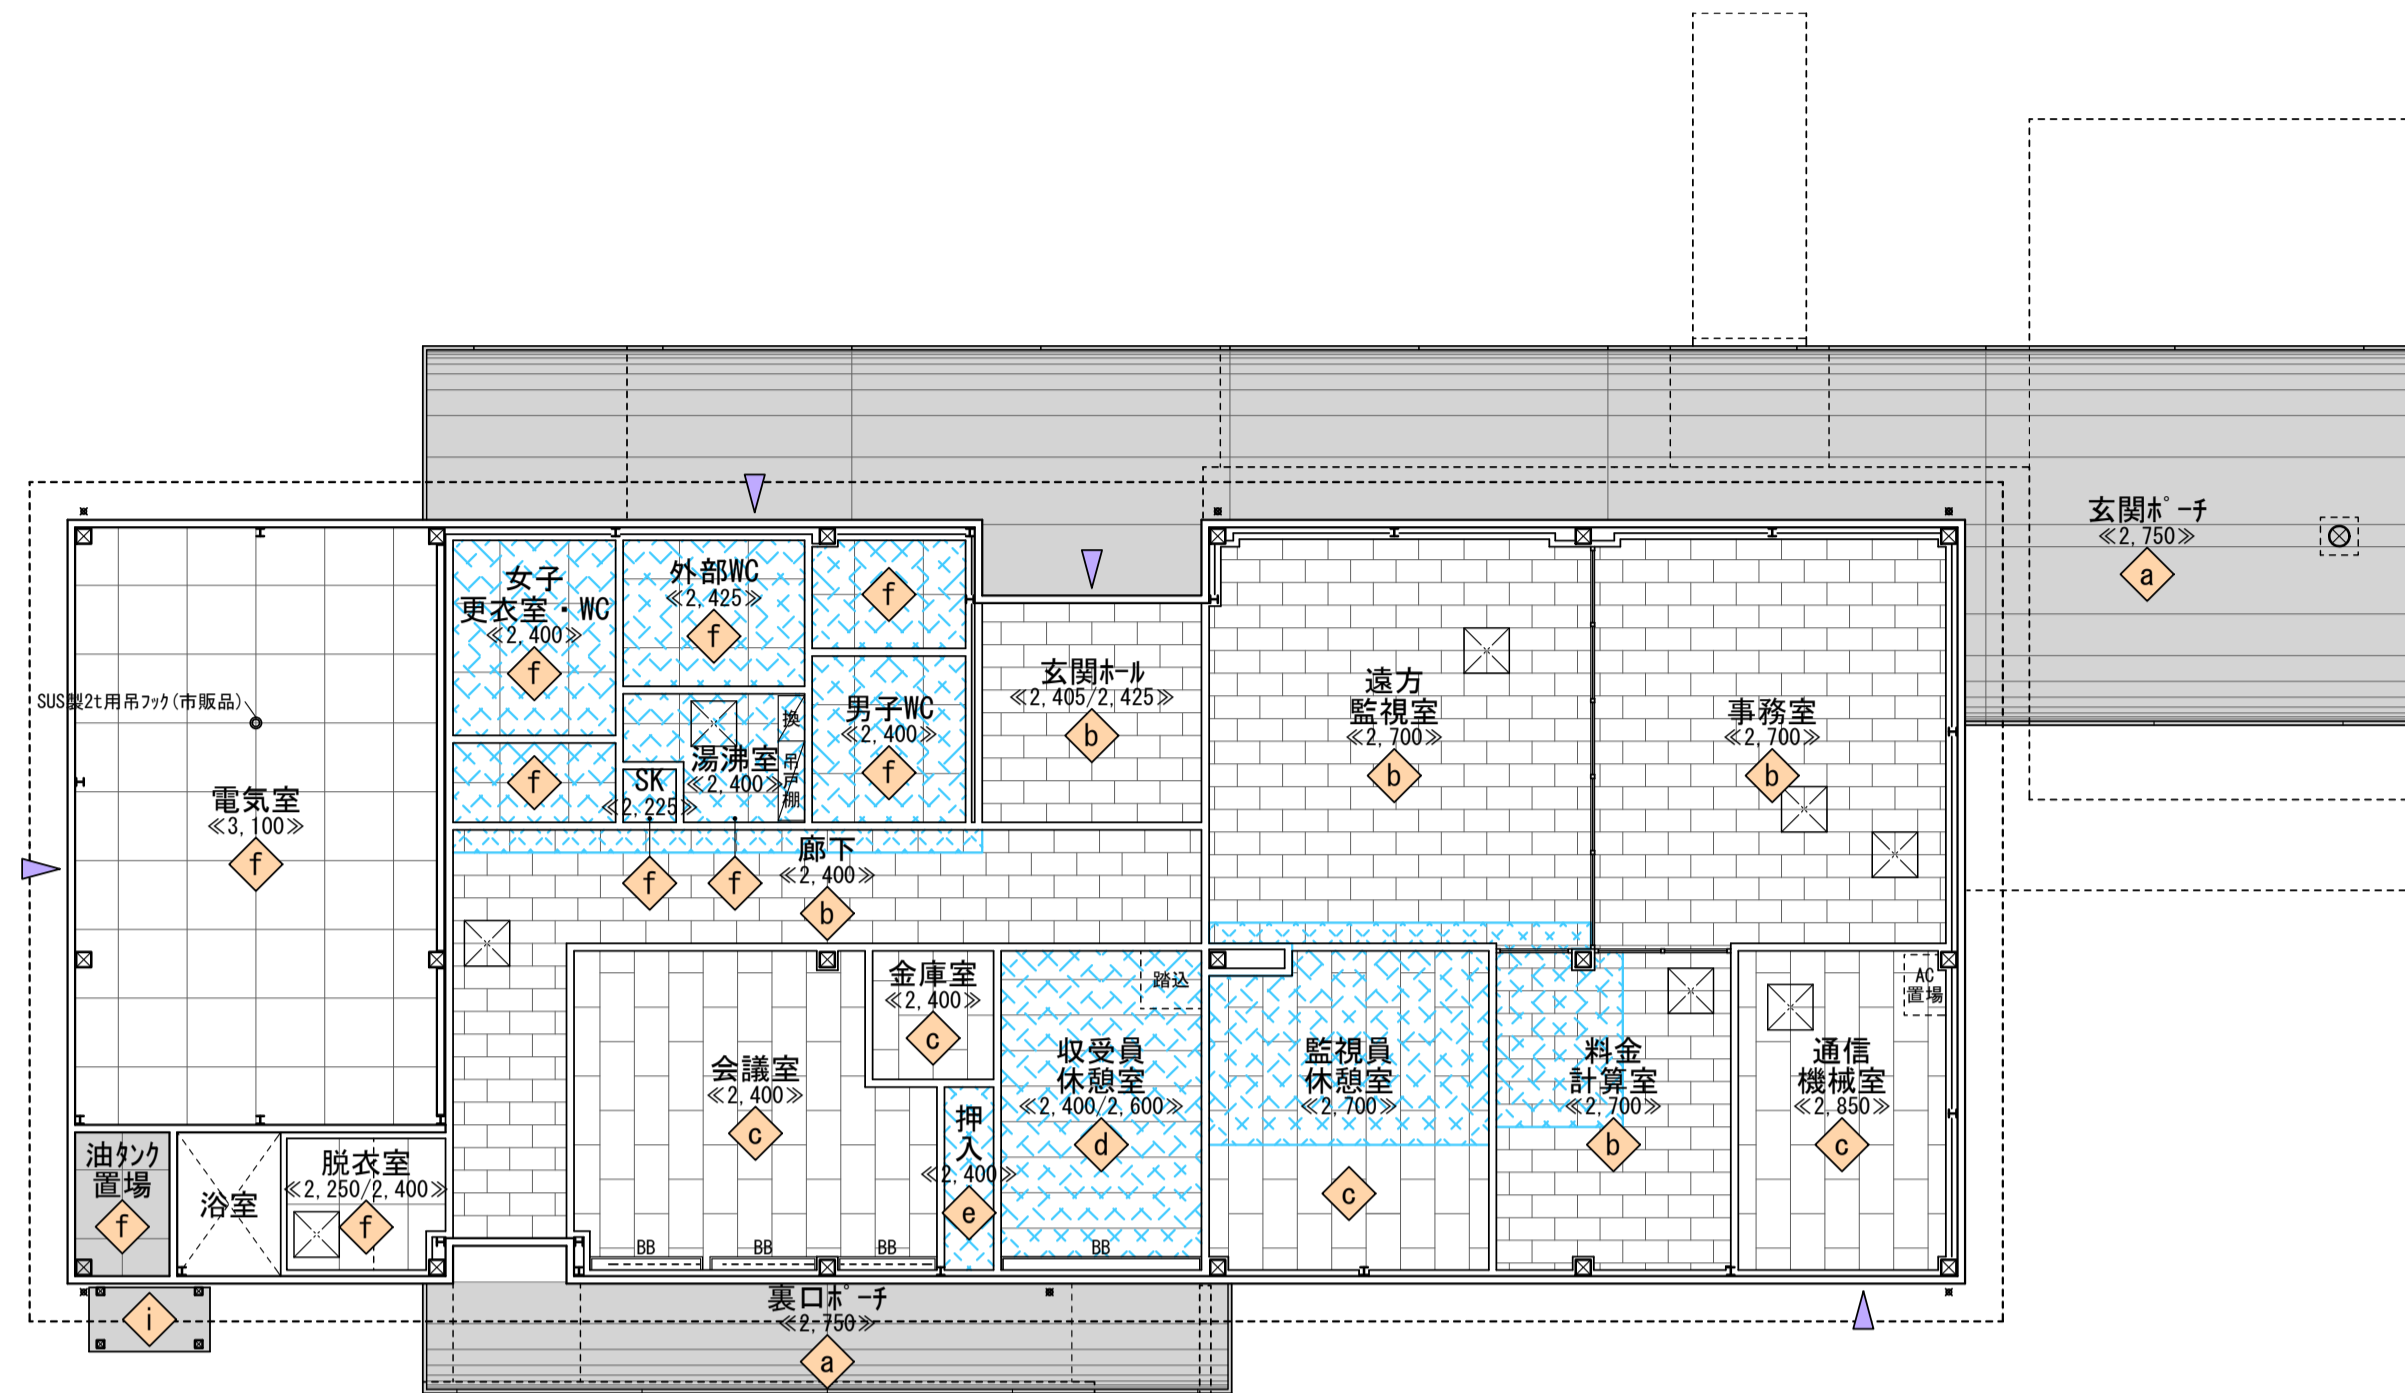 玄関ﾎﾟｰﾁ
≪2,750≫
a
女子
更衣室・WC
≪2,400≫
f
外部WC
≪2,425≫
f
f
玄関ﾎｰﾙ
≪2,405/2,425≫
b
遠方
監視室
≪2,700≫
b
事務室
≪2,700≫
b
SUS製2t用吊ﾌｯｸ(市販品)
男子WC
≪2,400≫
f
換
吊戸棚
湯沸室
≪2,400≫
f
SK
≪2,225≫
f
f
電気室
≪3,100≫
f
廊下
≪2,400≫
b
金庫室
≪2,400≫
c
踏込
AC
置場
会議室
≪2,400≫
c
収受員
休憩室
≪2,400/2,600≫
d
監視員
休憩室
≪2,700≫
c
料金
計算室
≪2,700≫
b
通信
機械室
≪2,850≫
c
押入
≪2,400≫
e
油ﾀﾝｸ
置場
f
浴室
脱衣室
≪2,250/2,400≫
f
BB
BB
BB
BB
i
裏口ﾎﾟｰﾁ
≪2,750≫
a